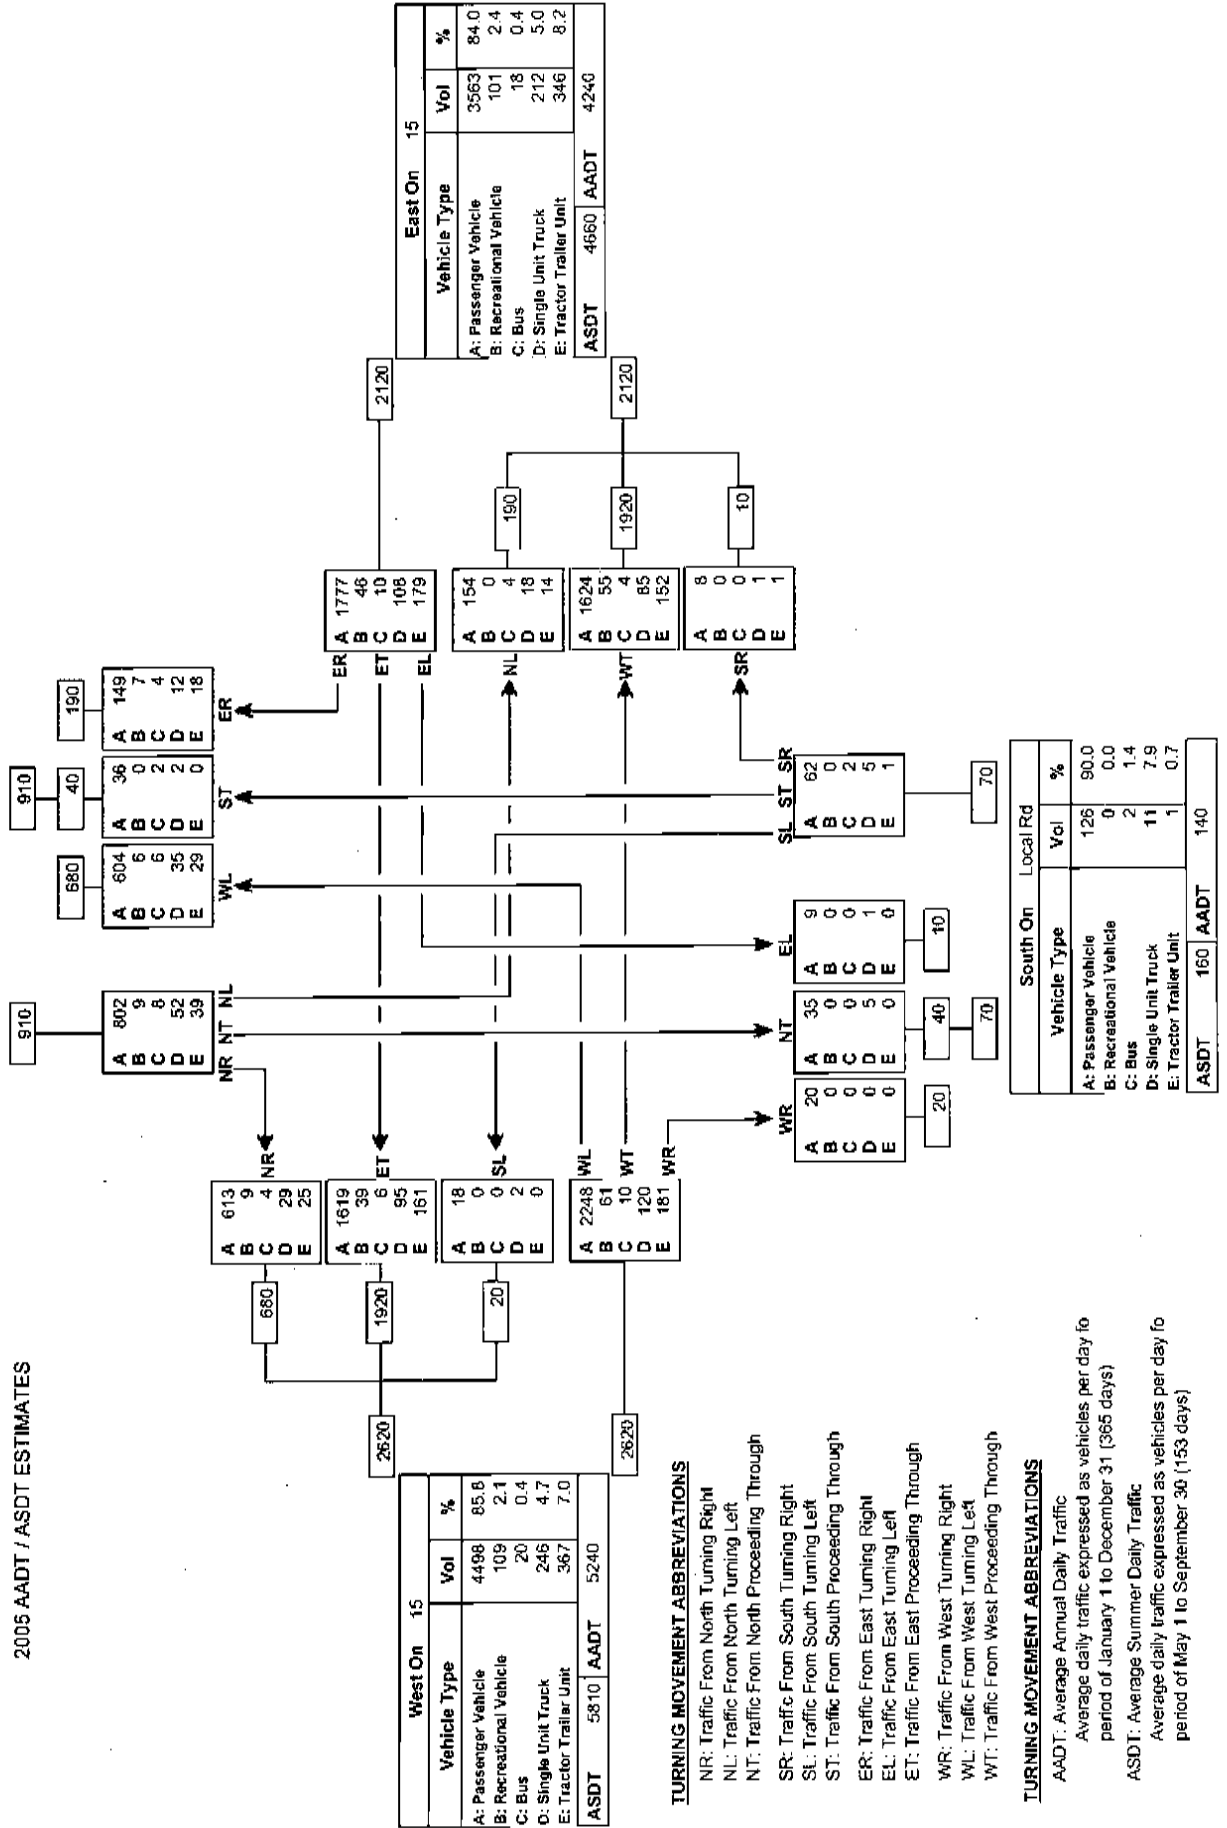 2005 AADT / ASDT ESTIMATES
910
910
680
40
190
A 802
B 9
C 8
D 52
E 39
A 604
B 6
C 6
D 35
E 29
A 36
B 0
C 2
D 2
E 0
A 149
B 7
C 4
D 12
E 18
NR NT NL
WL
ST
ER
NR
A 613
B 9
C 4
D 29
E 25
680
ET
A 1619
B 39
C 6
D 95
E 161
1920
SL
A 18
B 0
C 0
D 2
E 0
20
2620
A 2248
B 61
C 10
D 120
E 181
WL
WT
WR
2620
ER
ET
EL
A 1777
B 46
C 10
D 108
E 179
2120
NL
A 154
B 0
C 4
D 18
E 14
190
WT
A 1624
B 55
C 4
D 85
E 152
1920
SR
A 8
B 0
C 0
D 1
E 1
10
2120
West On 15
Vehicle Type Vol %
A: Passenger Vehicle 4498 85.8
B: Recreational Vehicle 109 2.1
C: Bus 20 0.4
D: Single Unit Truck 246 4.7
E: Tractor Trailer Unit 367 7.0
ASDT 5810 AADT 5240
East On 15
Vehicle Type Vol %
A: Passenger Vehicle 3563 84.0
B: Recreational Vehicle 101 2.4
C: Bus 18 0.4
D: Single Unit Truck 212 5.0
E: Tractor Trailer Unit 346 8.2
ASDT 4660 AADT 4240
WR
NT
EL
SL ST SR
A 20
B 0
C 0
D 0
E 0
20
A 35
B 0
C 0
D 5
E 0
40
70
A 9
B 0
C 0
D 1
E 0
10
A 62
B 0
C 2
D 5
E 1
70
South On Local Rd
Vehicle Type Vol %
A: Passenger Vehicle 126 90.0
B: Recreational Vehicle 0 0.0
C: Bus 2 1.4
D: Single Unit Truck 11 7.9
E: Tractor Trailer Unit 1 0.7
ASDT 160 AADT 140
TURNING MOVEMENT ABBREVIATIONS
NR: Traffic From North Turning Right
NL: Traffic From North Turning Left
NT: Traffic From North Proceeding Through
SR: Traffic From South Turning Right
SL: Traffic From South Turning Left
ST: Traffic From South Proceeding Through
ER: Traffic From East Turning Right
EL: Traffic From East Turning Left
ET: Traffic From East Proceeding Through
WR: Traffic From West Turning Right
WL: Traffic From West Turning Left
WT: Traffic From West Proceeding Through
TURNING MOVEMENT ABBREVIATIONS
AADT: Average Annual Daily Traffic
Average daily traffic expressed as vehicles per day fo
period of January 1 to December 31 (365 days)
ASDT: Average Summer Daily Traffic
Average daily traffic expressed as vehicles per day fo
period of May 1 to September 30 (153 days)